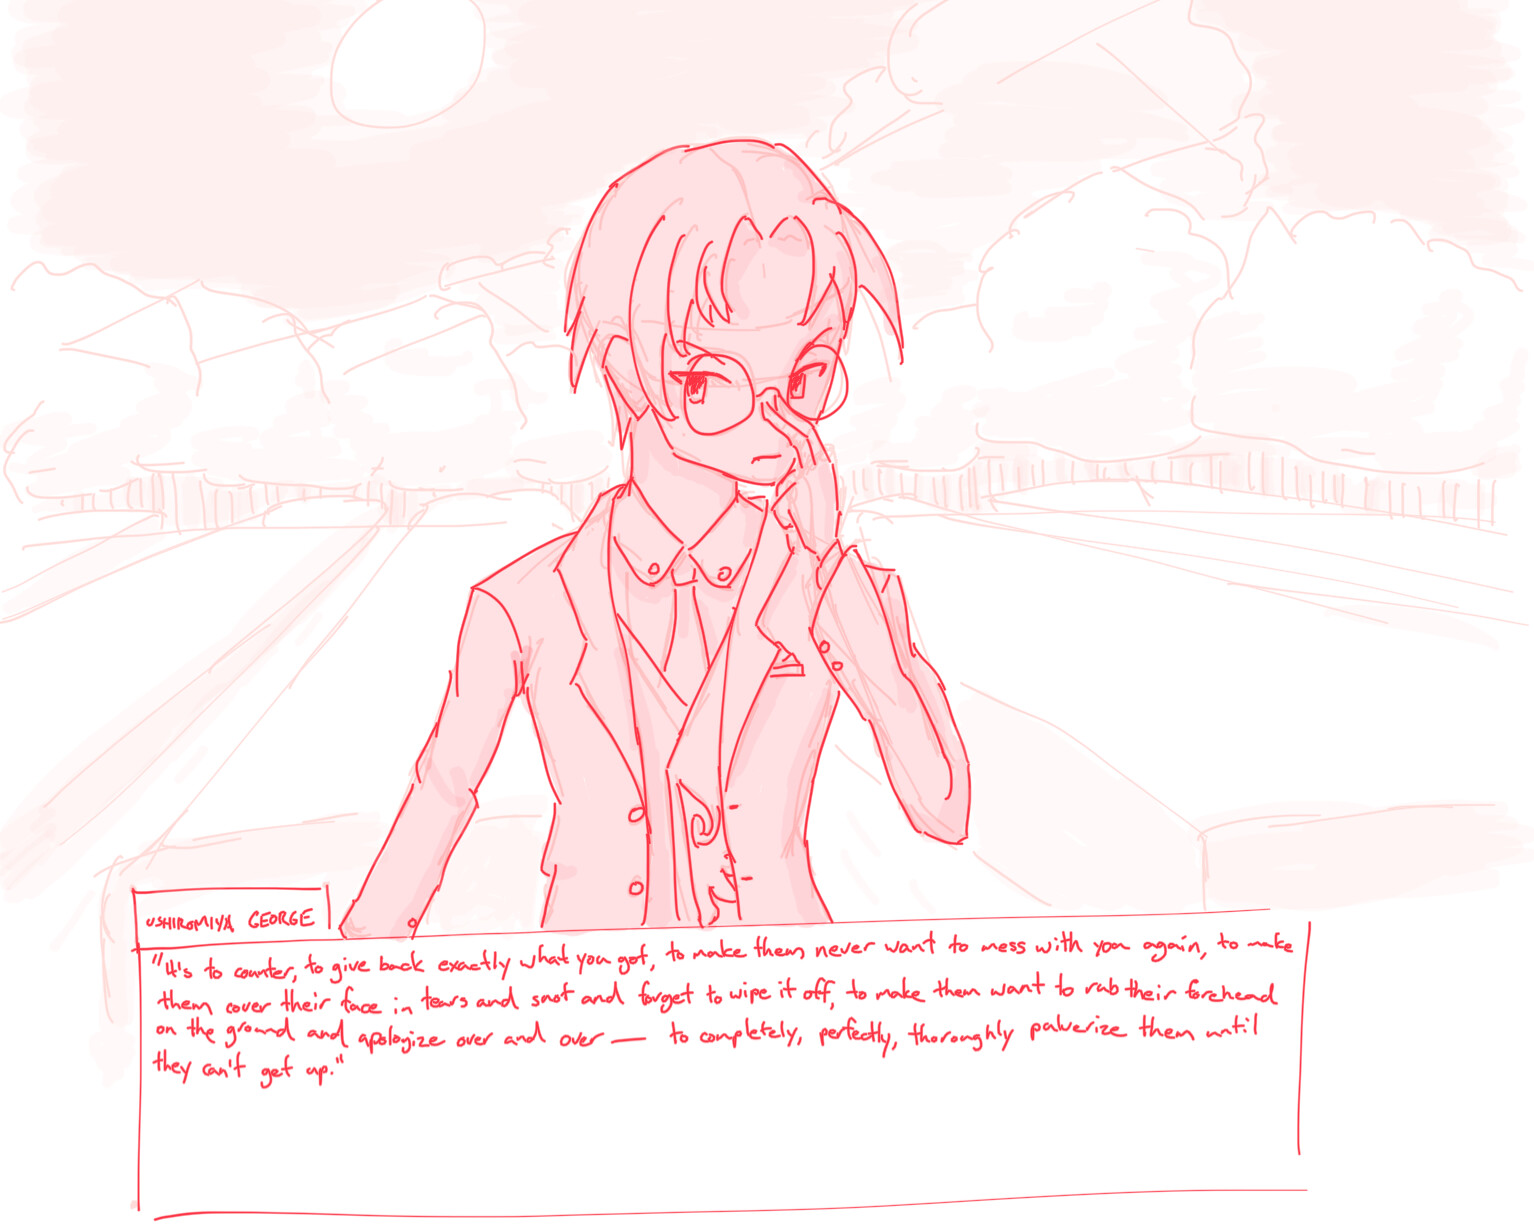 USHIROMIYA GEORGE
"It's to counter, to give back exactly what you got, to make them never want to mess with you again, to make
them cover their face in tears and snot and forget to wipe it off, to make them want to rub their forehead
on the ground and apologize over and over — to completely, perfectly, thoroughly pulverize them until
they can't get up."